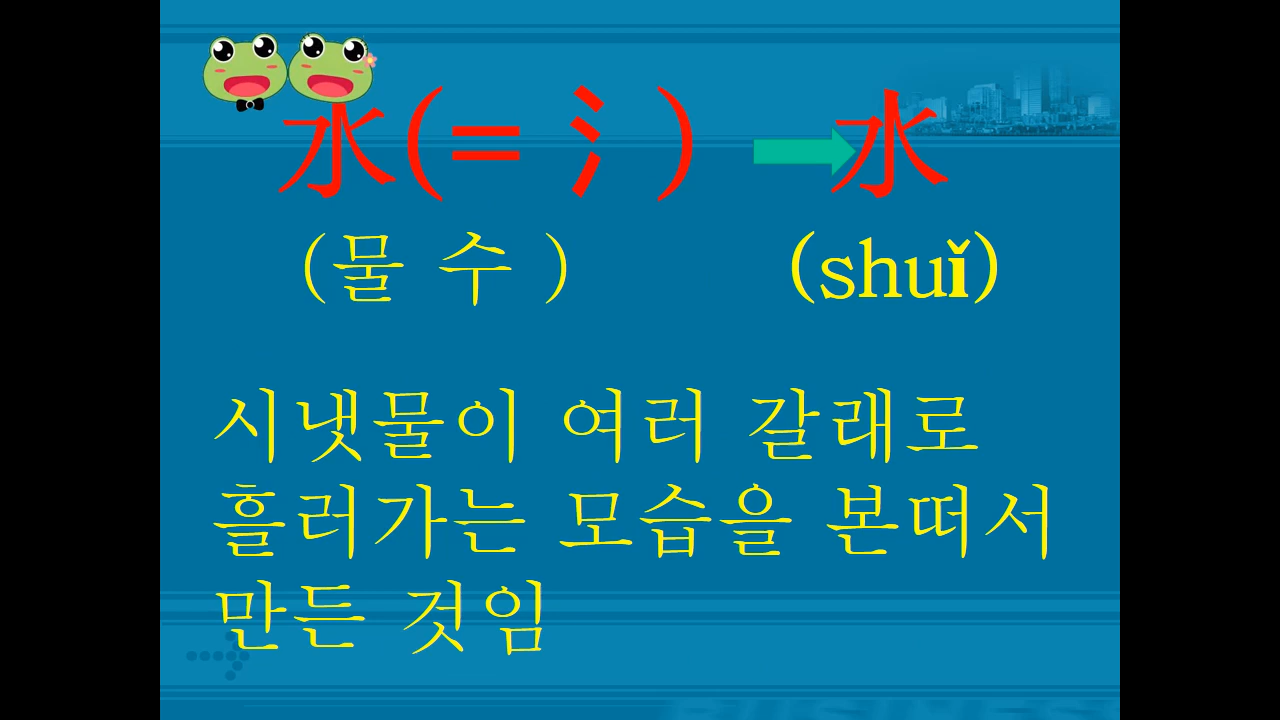 水(= 氵) 水
(물 수 ) (shuǐ)
시냇물이 여러 갈래로
흘러가는 모습을 본떠서
만든 것임
BUSINESS